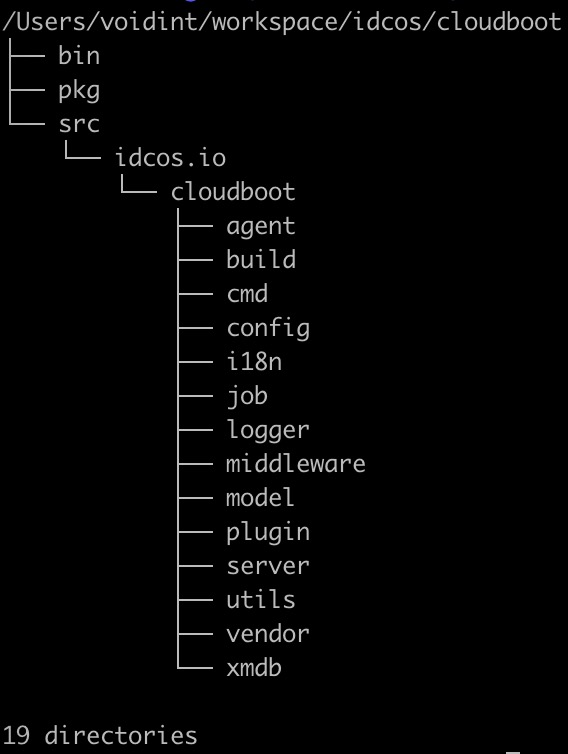 /Users/voidint/workspace/idcos/cloudboot
├── bin
├── pkg
└── src
    └── idcos.io
        └── cloudboot
            ├── agent
            ├── build
            ├── cmd
            ├── config
            ├── i18n
            ├── job
            ├── logger
            ├── middleware
            ├── model
            ├── plugin
            ├── server
            ├── utils
            ├── vendor
            └── xmdb
19 directories